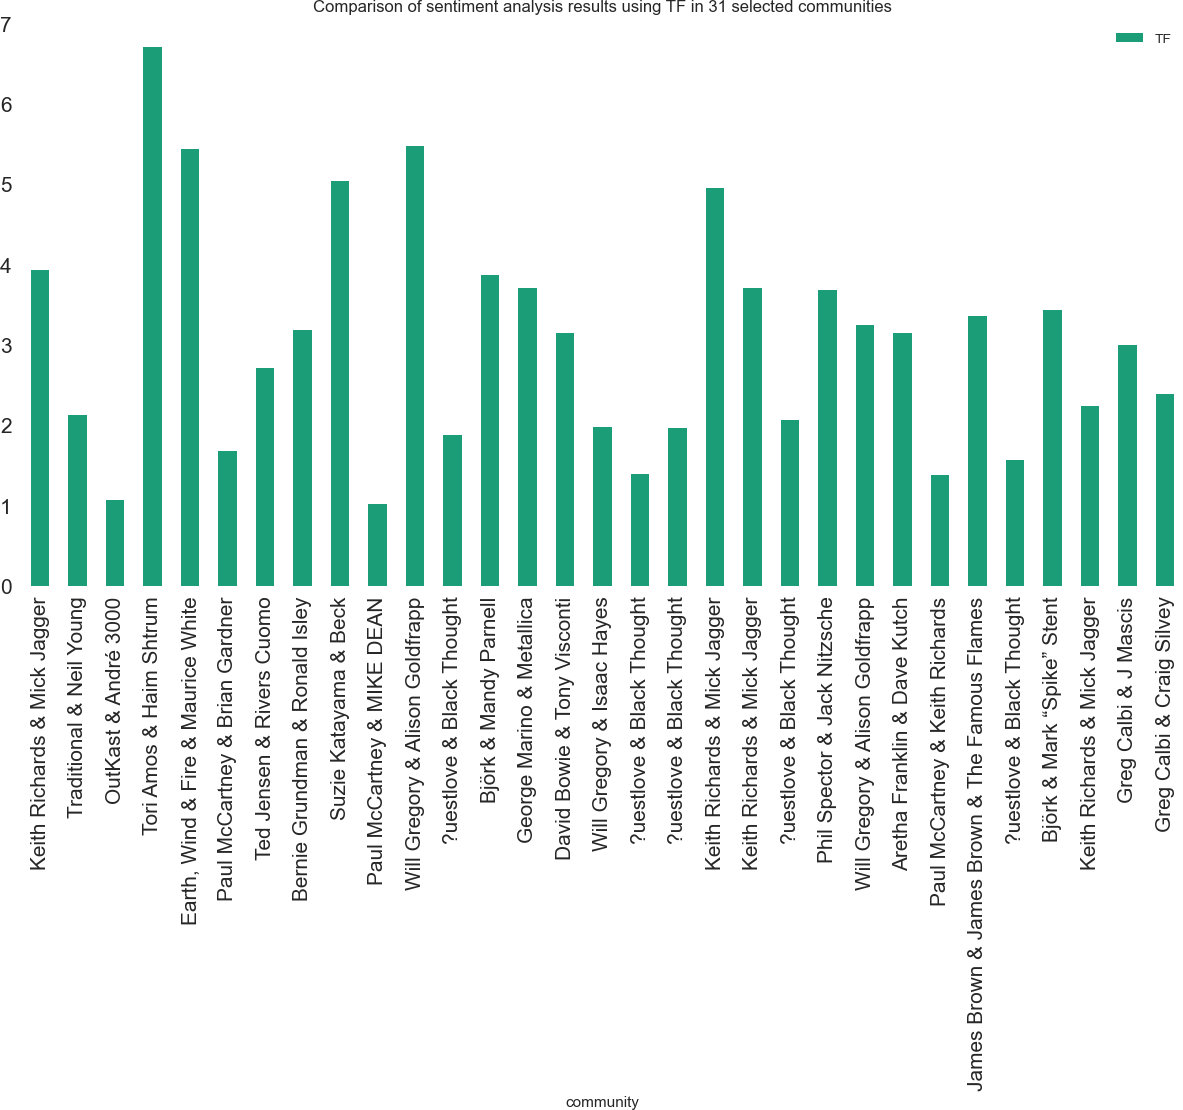 Comparison of sentiment analysis results using TF in 31 selected communities
TF
7
6
5
4
3
2
1
0
Keith Richards & Mick Jagger
Traditional & Neil Young
OutKast & André 3000
Tori Amos & Haim Shtrum
Earth, Wind & Fire & Maurice White
Paul McCartney & Brian Gardner
Ted Jensen & Rivers Cuomo
Bernie Grundman & Ronald Isley
Suzie Katayama & Beck
Paul McCartney & MIKE DEAN
Will Gregory & Alison Goldfrapp
?uestlove & Black Thought
Björk & Mandy Parnell
George Marino & Metallica
David Bowie & Tony Visconti
Will Gregory & Isaac Hayes
?uestlove & Black Thought
?uestlove & Black Thought
Keith Richards & Mick Jagger
Keith Richards & Mick Jagger
?uestlove & Black Thought
Phil Spector & Jack Nitzsche
Will Gregory & Alison Goldfrapp
Aretha Franklin & Dave Kutch
Paul McCartney & Keith Richards
James Brown & James Brown & The Famous Flames
?uestlove & Black Thought
Björk & Mark “Spike” Stent
Keith Richards & Mick Jagger
Greg Calbi & J Mascis
Greg Calbi & Craig Silvey
community